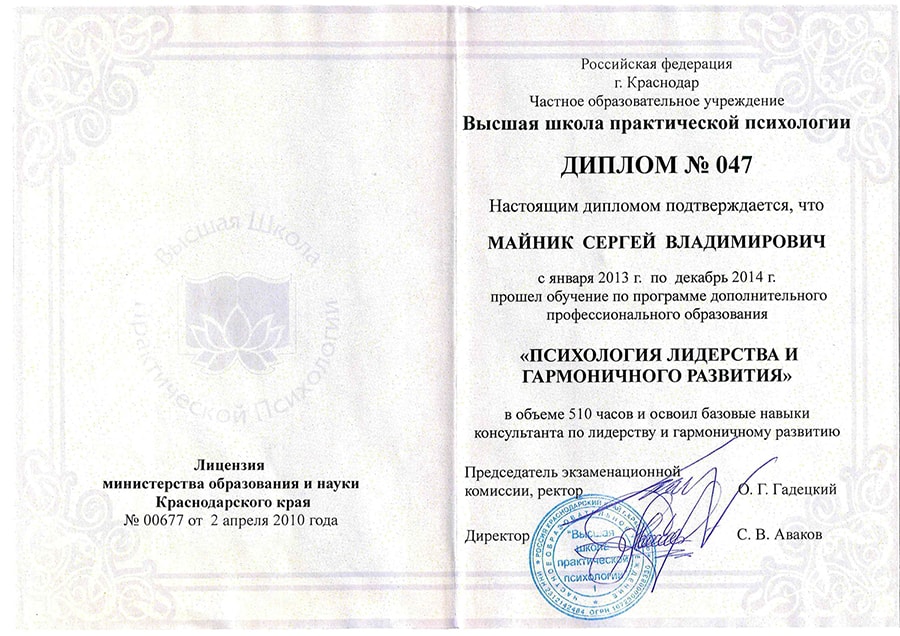 Высшая Школа
Практической Психологии
Лицензия
министерства образования и науки
Краснодарского края
№ 00677 от 2 апреля 2010 года
Российская федерация
г. Краснодар
Частное образовательное учреждение
Высшая школа практической психологии
ДИПЛОМ № 047
Настоящим дипломом подтверждается, что
МАЙНИК СЕРГЕЙ ВЛАДИМИРОВИЧ
с января 2013 г. по декабрь 2014 г.
прошел обучение по программе дополнительного
профессионального образования
«ПСИХОЛОГИЯ ЛИДЕРСТВА И
ГАРМОНИЧНОГО РАЗВИТИЯ»
в объеме 510 часов и освоил базовые навыки
консультанта по лидерству и гармоничному развитию
Председатель экзаменационной
комиссии, ректор
О. Г. Гадецкий
Директор
С. В. Аваков
"Высшая
школа
практической
психологии